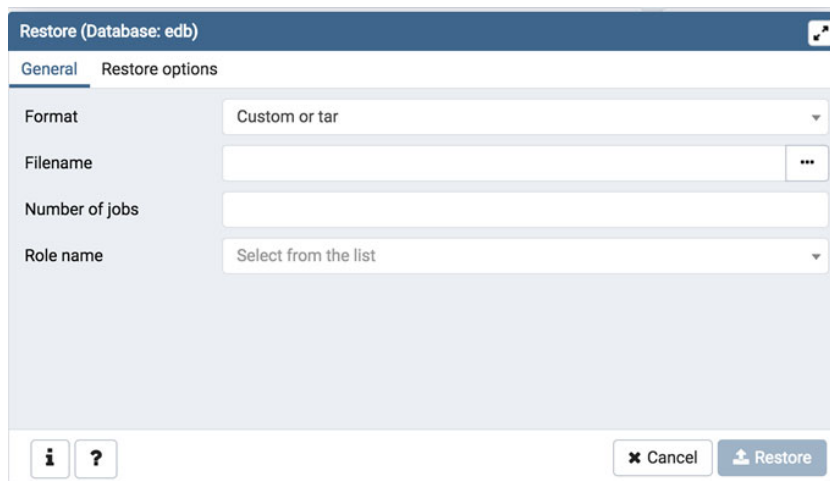 Restore (Database: edb)
General Restore options
Format Custom or tar
Filename
Number of jobs
Role name Select from the list
i ? Cancel Restore